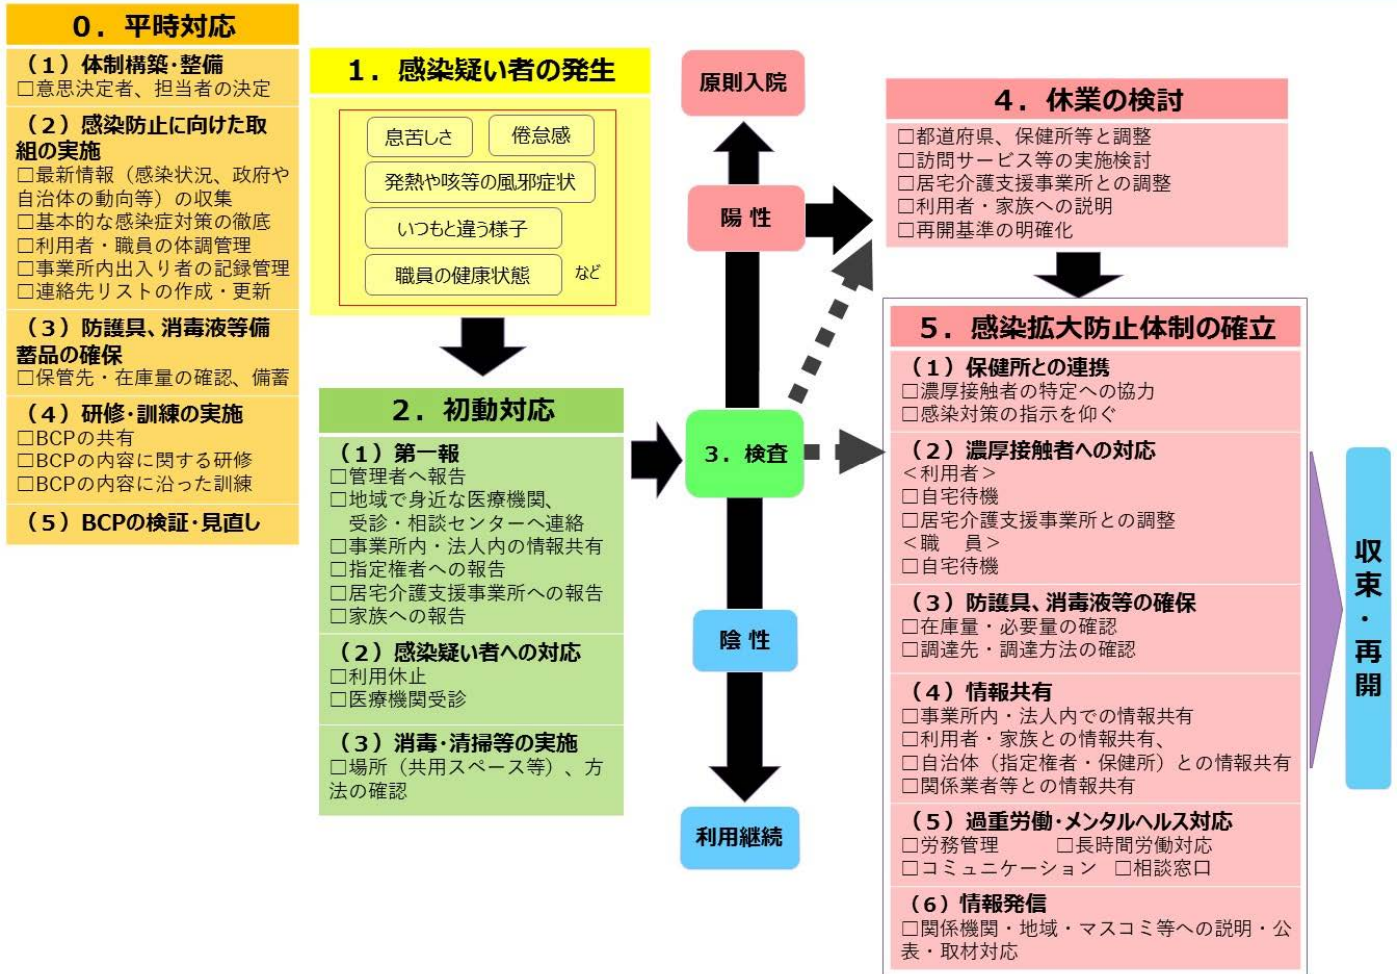 0．平時対応
（1）体制構築・整備
□意思決定者、担当者の決定
（2）感染防止に向けた取
組の実施
□最新情報（感染状況、政府や
自治体の動向等）の収集
□基本的な感染症対策の徹底
□利用者・職員の体調管理
□事業所内出入り者の記録管理
□連絡先リストの作成・更新
（3）防護具、消毒液等備
蓄品の確保
□保管先・在庫量の確認、備蓄
（4）研修・訓練の実施
□BCPの共有
□BCPの内容に関する研修
□BCPの内容に沿った訓練
（5）BCPの検証・見直し
1．感染疑い者の発生
息苦しさ
倦怠感
発熱や咳等の風邪症状
いつもと違う様子
職員の健康状態
など
2．初動対応
（1）第一報
□管理者へ報告
□地域で身近な医療機関、
受診・相談センターへ連絡
□事業所内・法人内の情報共有
□指定権者への報告
□居宅介護支援事業所への報告
□家族への報告
（2）感染疑い者への対応
□利用休止
□医療機関受診
（3）消毒・清掃等の実施
□場所（共用スペース等）、方
法の確認
原則入院
陽 性
3．検査
陰 性
利用継続
4．休業の検討
□都道府県、保健所等と調整
□訪問サービス等の実施検討
□居宅介護支援事業所との調整
□利用者・家族への説明
□再開基準の明確化
5．感染拡大防止体制の確立
（1）保健所との連携
□濃厚接触者の特定への協力
□感染対策の指示を仰ぐ
（2）濃厚接触者への対応
＜利用者＞
□自宅待機
□居宅介護支援事業所との調整
＜職　員＞
□自宅待機
（3）防護具、消毒液等の確保
□在庫量・必要量の確認
□調達先・調達方法の確認
（4）情報共有
□事業所内・法人内での情報共有
□利用者・家族との情報共有、
□自治体（指定権者・保健所）との情報共有
□関係業者等との情報共有
（5）過重労働・メンタルヘルス対応
□労務管理　□長時間労働対応
□コミュニケーション　□相談窓口
（6）情報発信
□関係機関・地域・マスコミ等への説明・公
表・取材対応
収束・再開